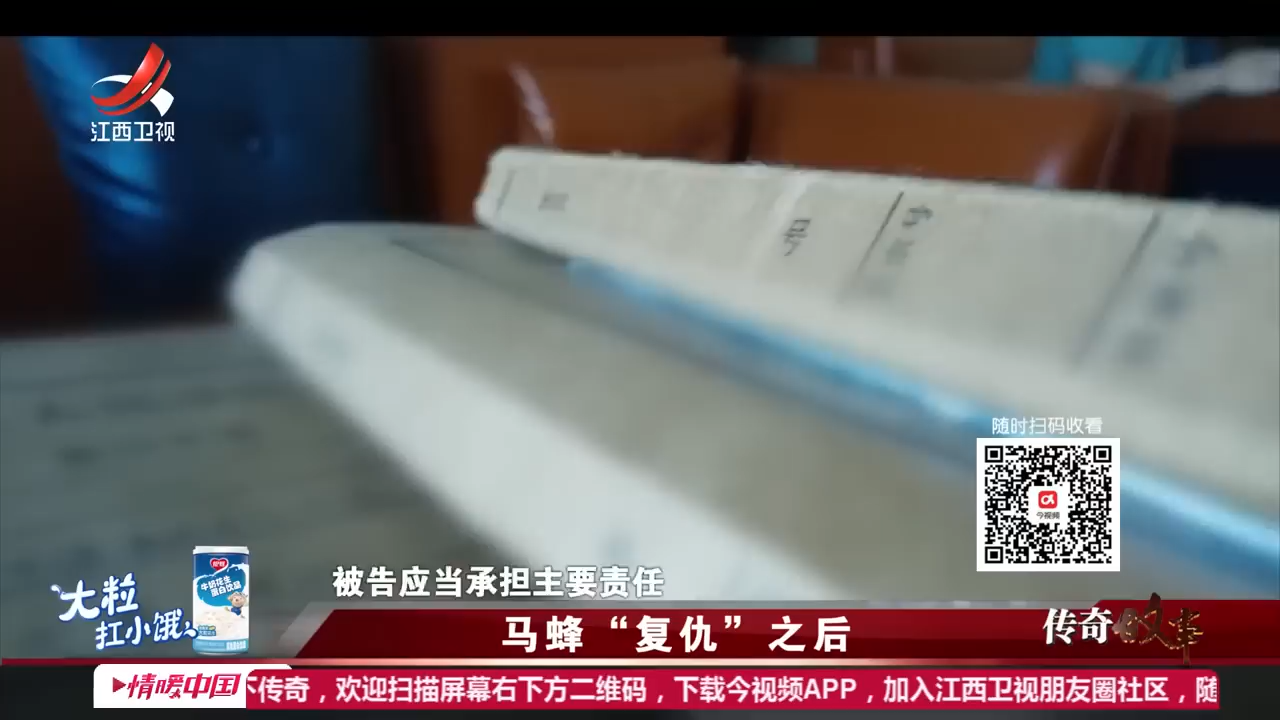 江西卫视
号
随时扫码收看
今视频
大粒
扛小饿
牛奶花生
蛋白饮品
被告应当承担主要责任
马蜂“复仇”之后
传奇故事
情暖中国
下传奇，欢迎扫描屏幕右下方二维码，下载今视频APP，加入江西卫视朋友圈社区，随